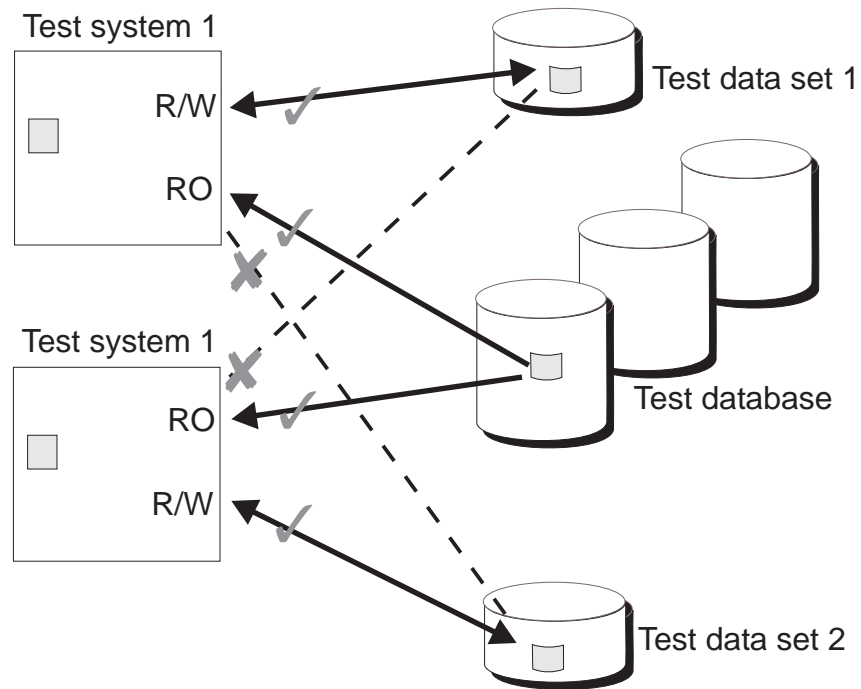 Test system 1
R/W
RO
Test data set 1
Test system 1
RO
R/W
Test database
Test data set 2